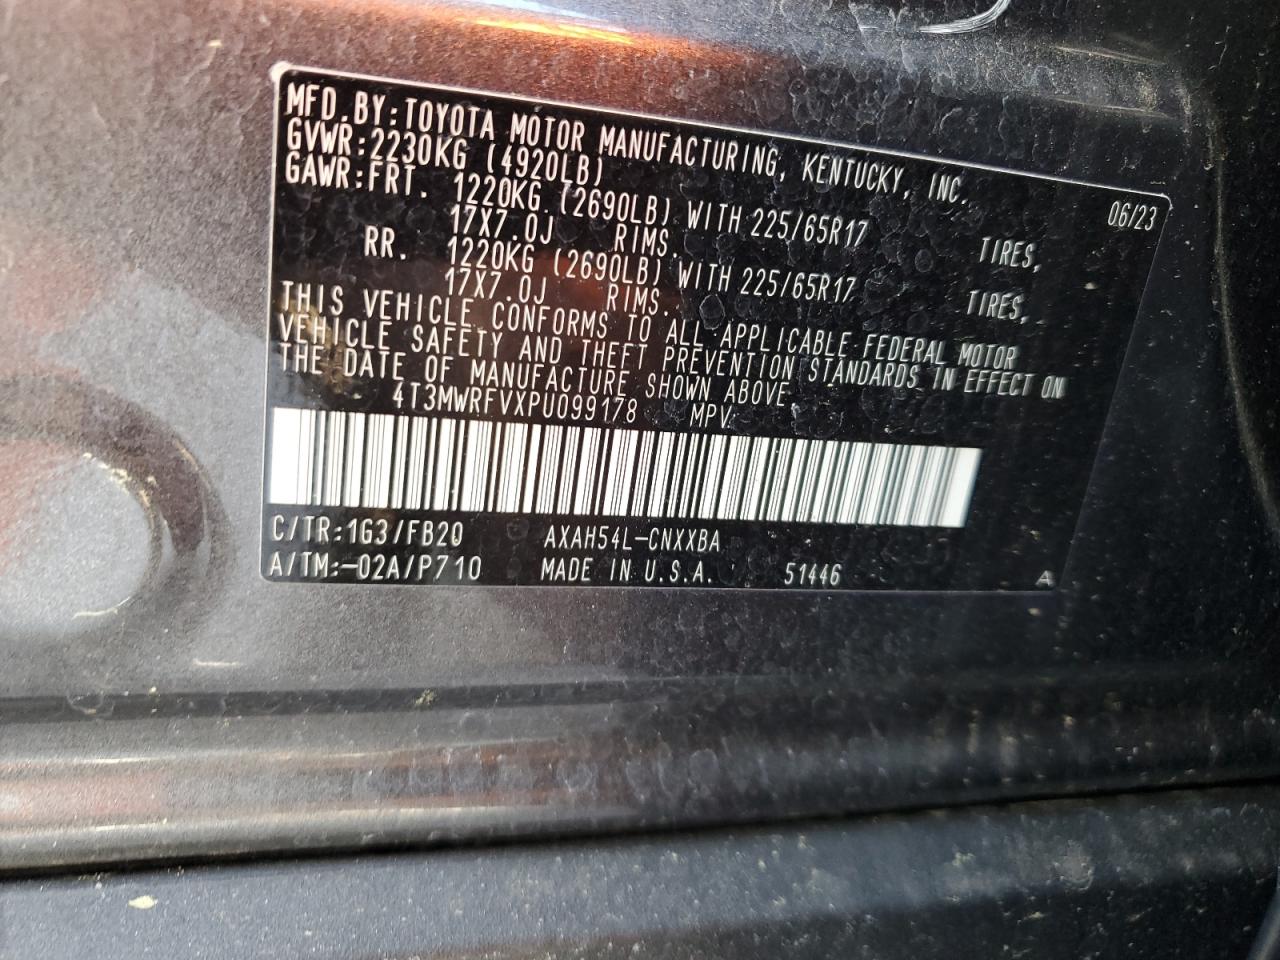 MFD.BY:TOYOTA MOTOR MANUFACTURING, KENTUCKY, INC. 06/23
GVWR:2230KG (4920LB)
GAWR:FRT. 1220KG (2690LB) WITH 225/65R17 TIRES,
17X7.0J RIMS.
RR. 1220KG (2690LB) WITH 225/65R17 TIRES,
17X7.0J RIMS.
THIS VEHICLE CONFORMS TO ALL APPLICABLE FEDERAL MOTOR
VEHICLE SAFETY AND THEFT PREVENTION STANDARDS IN EFFECT ON
THE DATE OF MANUFACTURE SHOWN ABOVE.
4T3MWRFVXPU099178 MPV
C/TR:1G3/FB20 AXAH54L-CNXXBA
A/TM:-02A/P710 MADE IN U.S.A. 51446 A